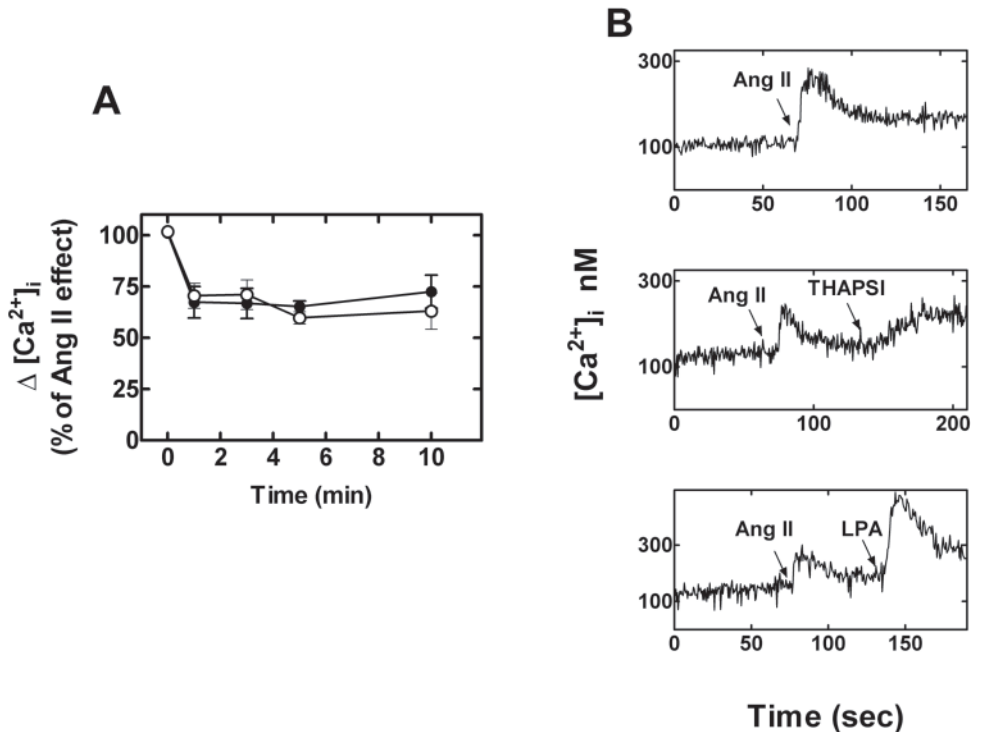 A
Δ [Ca²⁺]ᵢ
(% of Ang II effect)
100
75
50
25
0
0 2 4 6 8 10
Time (min)
B
[Ca²⁺]ᵢ nM
300
Ang II
100
0 50 100 150
300
Ang II THAPSI
100
0 100 200
300
Ang II LPA
100
0 50 100 150
Time (sec)